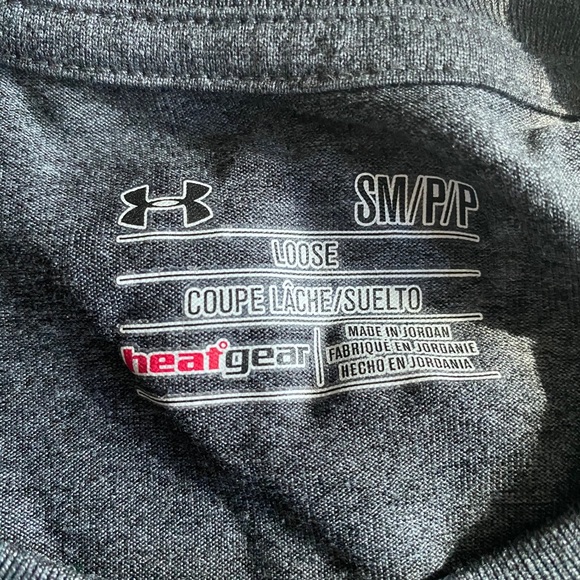 SM/P/P
LOOSE
COUPE LÂCHE/SUELTO
heatgear
MADE IN JORDAN
FABRIQUÉ EN JORDANIE
HECHO EN JORDANIA